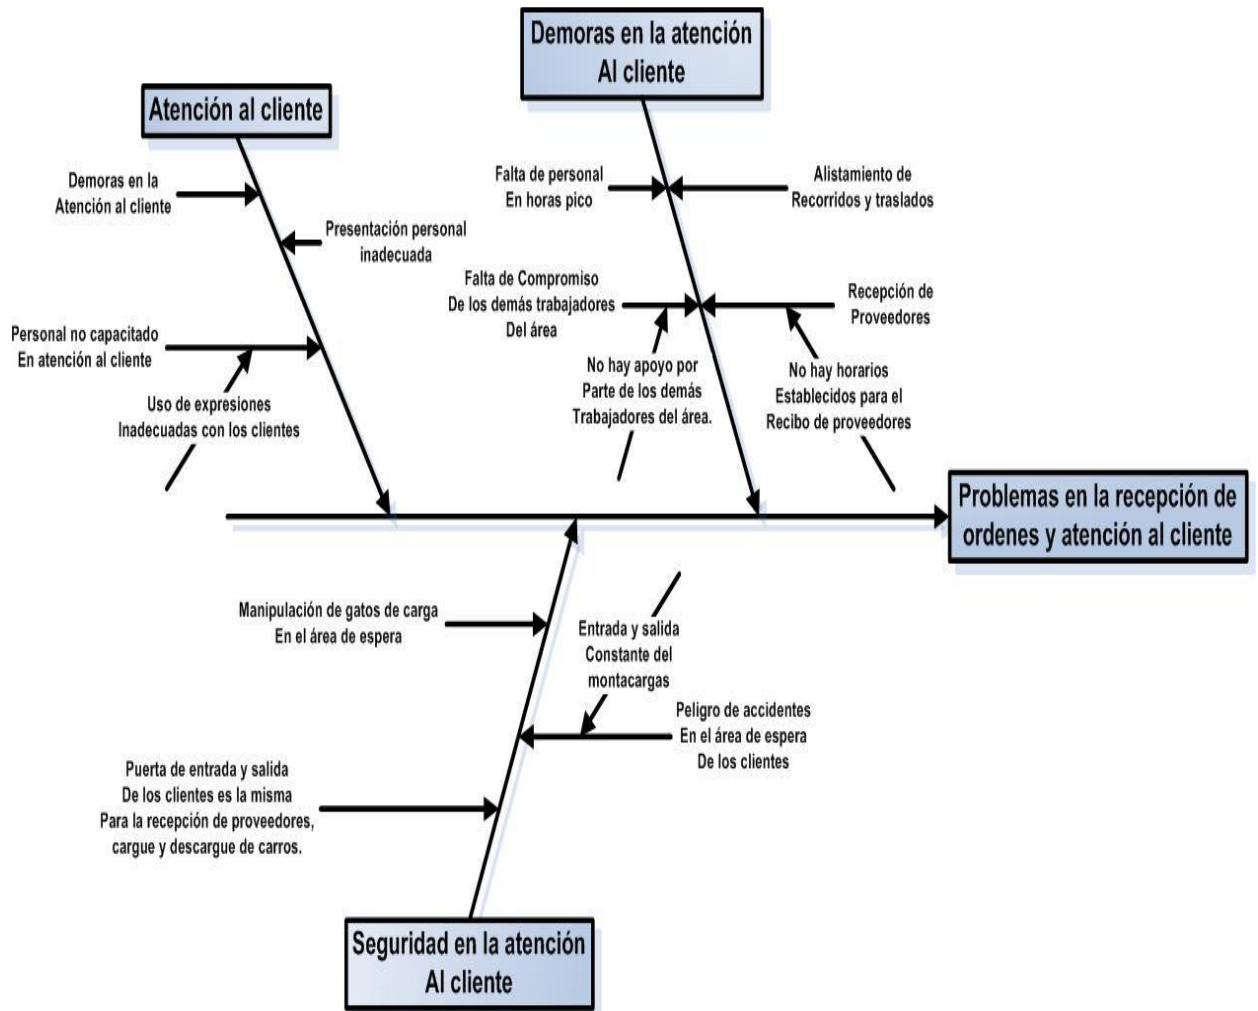 Demoras en la atención
Al cliente
Atención al cliente
Demoras en la
Atención al cliente
Presentación personal
inadecuada
Personal no capacitado
En atención al cliente
Uso de expresiones
Inadecuadas con los clientes
Falta de personal
En horas pico
Alistamiento de
Recorridos y traslados
Falta de Compromiso
De los demás trabajadores
Del área
Recepción de
Proveedores
No hay apoyo por
Parte de los demás
Trabajadores del área.
No hay horarios
Establecidos para el
Recibo de proveedores
Problemas en la recepción de
ordenes y atención al cliente
Manipulación de gatos de carga
En el área de espera
Entrada y salida
Constante del
montacargas
Peligro de accidentes
En el área de espera
De los clientes
Puerta de entrada y salida
De los clientes es la misma
Para la recepción de proveedores,
cargue y descargue de carros.
Seguridad en la atención
Al cliente